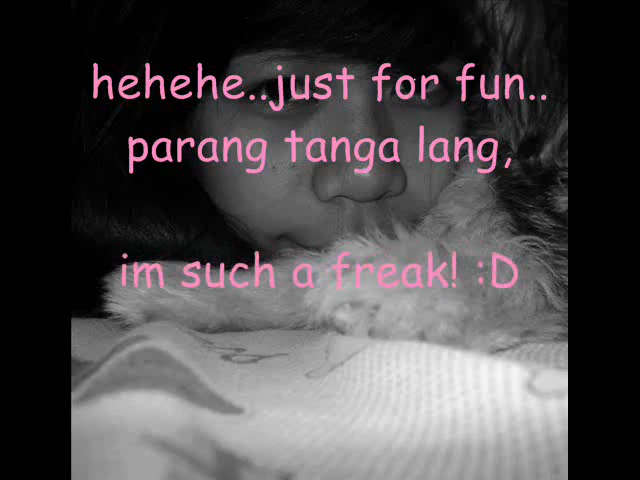 hehehe..just for fun..
parang tanga lang,
im such a freak! :D